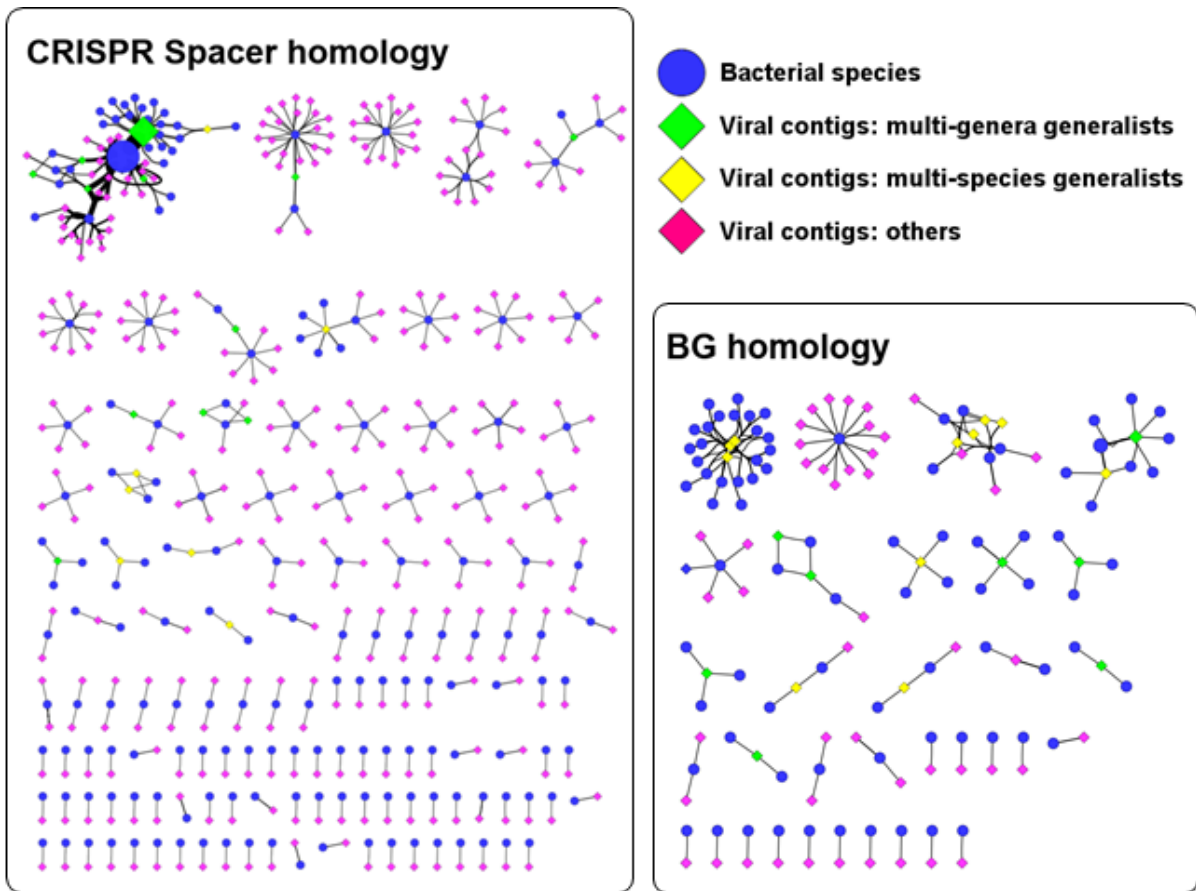 CRISPR Spacer homology
Bacterial species
Viral contigs: multi-genera generalists
Viral contigs: multi-species generalists
Viral contigs: others
BG homology